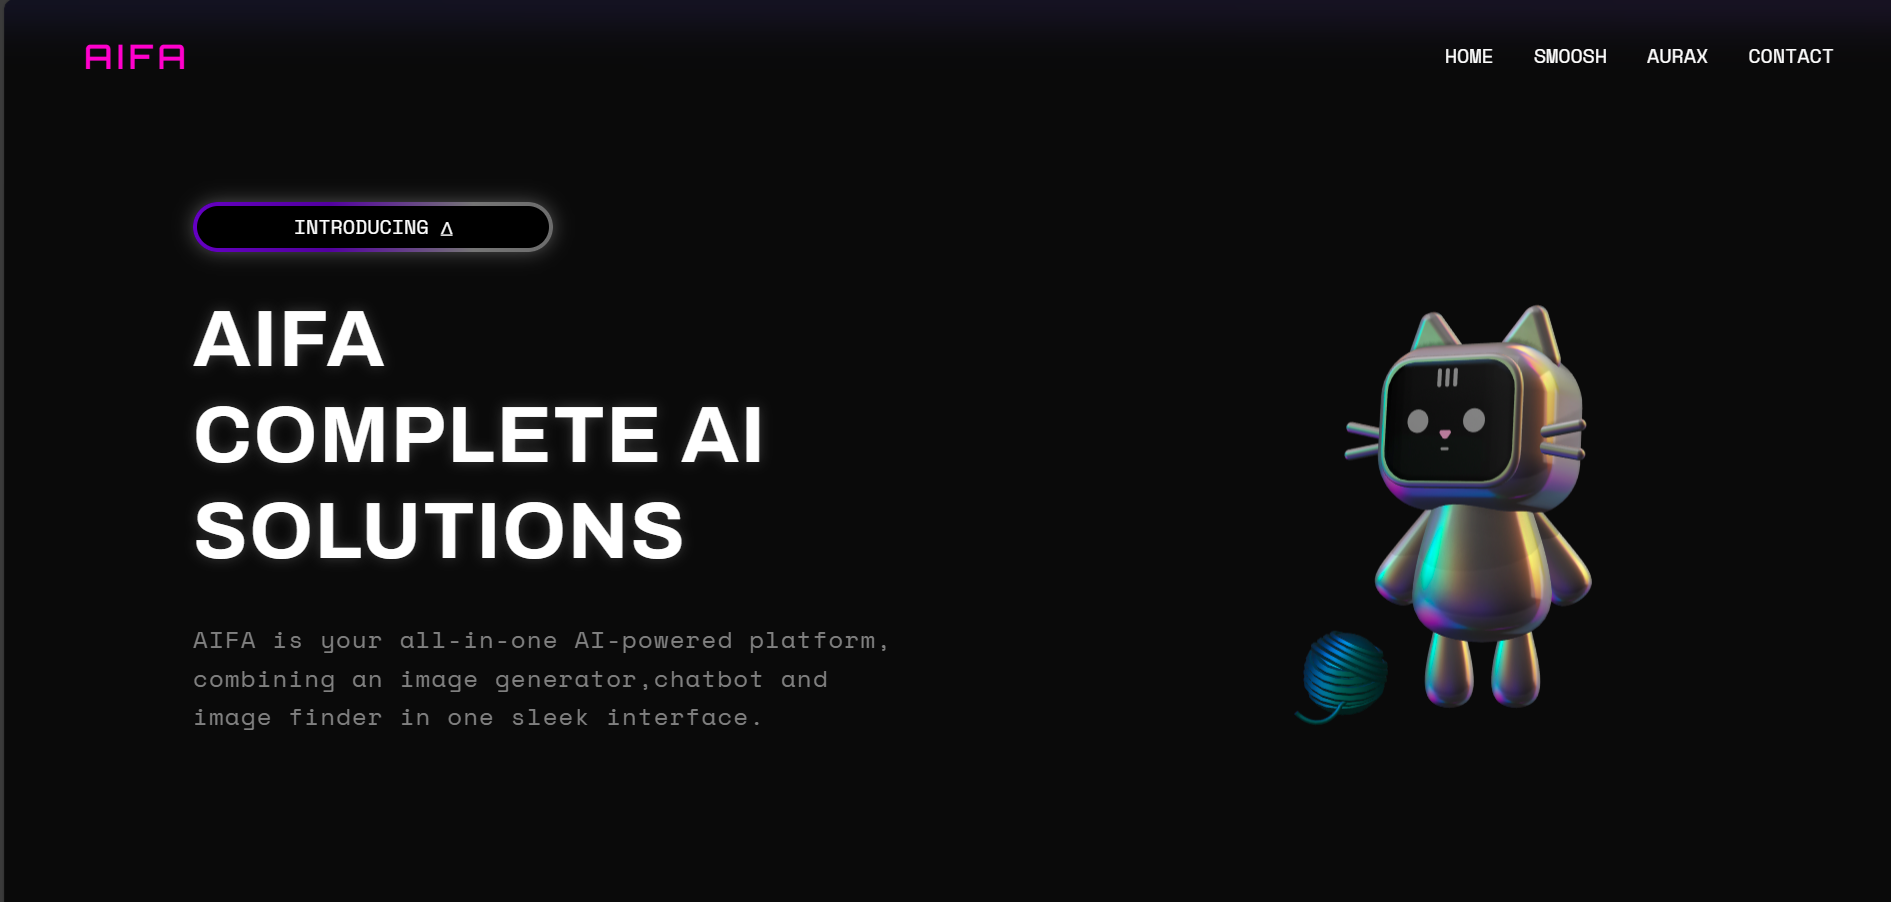 AIFA
HOME SMOOSH AURAX CONTACT
INTRODUCING Δ
AIFA
COMPLETE AI
SOLUTIONS
AIFA is your all-in-one AI-powered platform,
combining an image generator,chatbot and
image finder in one sleek interface.